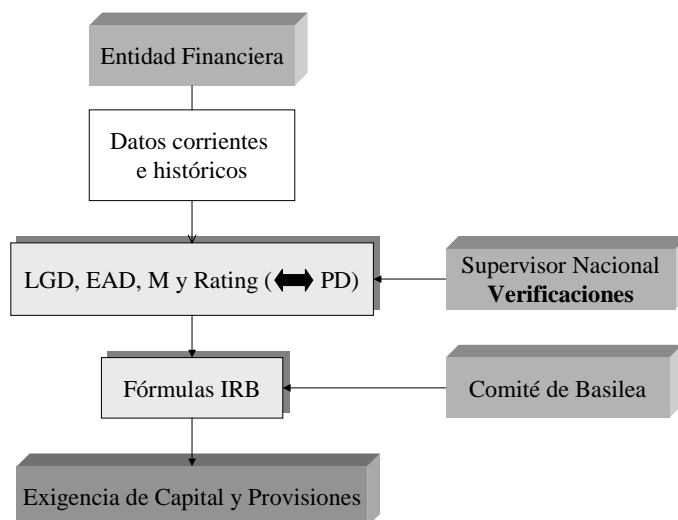 Entidad Financiera
Datos corrientes
e históricos
LGD, EAD, M y Rating ( PD)
Supervisor Nacional
Verificaciones
Fórmulas IRB
Comité de Basilea
Exigencia de Capital y Provisiones